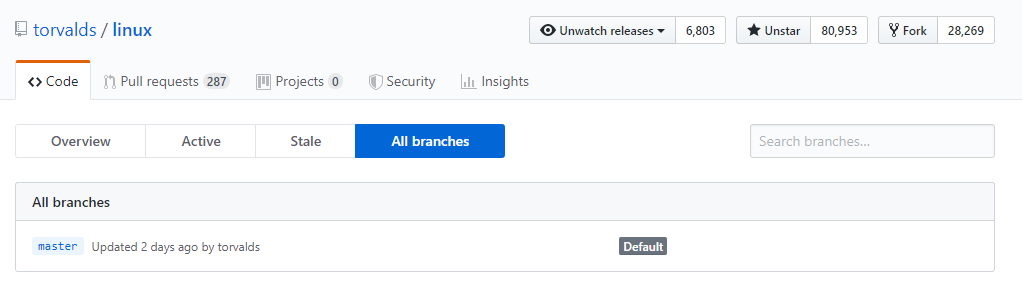 torvalds / linux
Unwatch releases 6,803 Unstar 80,953 Fork 28,269
Code Pull requests 287 Projects 0 Security Insights
Overview Active Stale All branches Search branches...
All branches
master Updated 2 days ago by torvalds Default